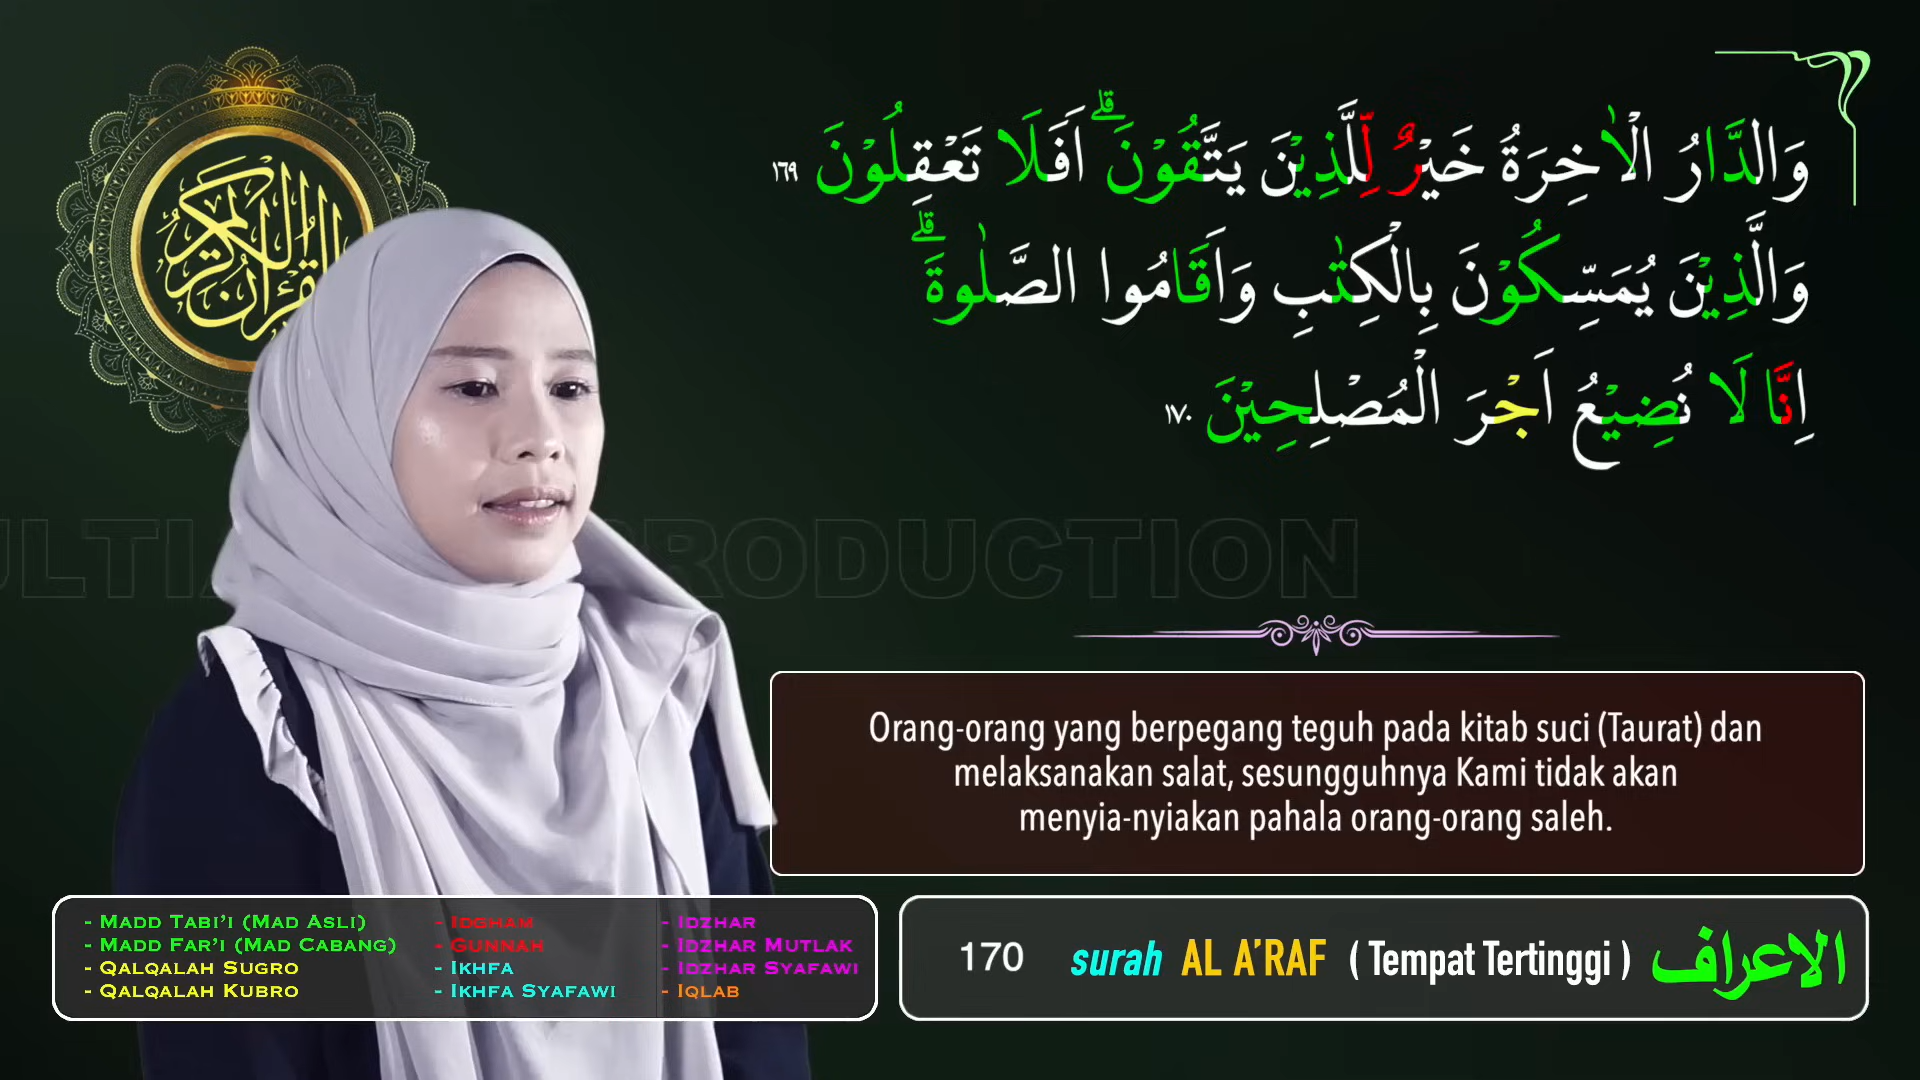 وَالدَّارُ الْاٰخِرَةُ خَيْرٌ لِّلَّذِيْنَ يَتَّقُوْنَۗ اَفَلَا تَعْقِلُوْنَ ١٦٩
وَالَّذِيْنَ يُمَسِّكُوْنَ بِالْكِتٰبِ وَاَقَامُوا الصَّلٰوةَۗ
اِنَّا لَا نُضِيْعُ اَجْرَ الْمُصْلِحِيْنَ ١٧٠
القرآن الكريم
PRODUCTION
Orang-orang yang berpegang teguh pada kitab suci (Taurat) dan
melaksanakan salat, sesungguhnya Kami tidak akan
menyia-nyiakan pahala orang-orang saleh.
- Madd Tabi’i (Mad Asli)
- Madd Far’i (Mad Cabang)
- Qalqalah Sugro
- Qalqalah Kubro
- Idgham
- Gunnah
- Ikhfa
- Ikhfa Syafawi
- Idzhar
- Idzhar Mutlak
- Idzhar Syafawi
- Iqlab
170 surah AL A’RAF ( Tempat Tertinggi ) الاعراف